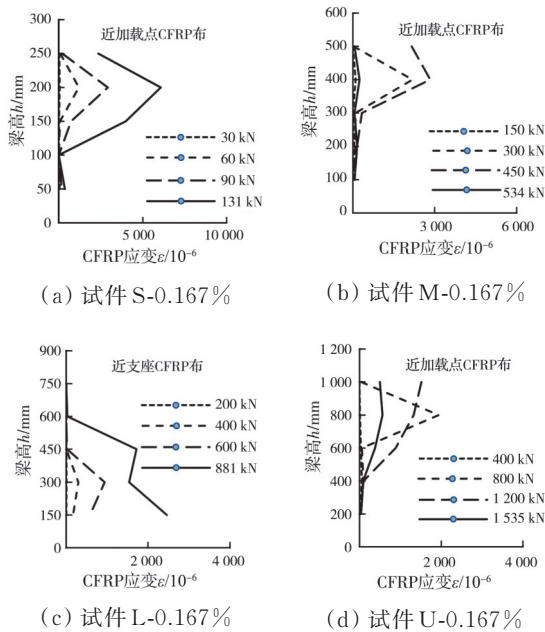 300
250
200
150
100
50
0
梁高h/mm
近加载点CFRP布
30 kN
60 kN
90 kN
131 kN
5 000
10 000
CFRP应变ε/10⁻⁶
(a) 试件 S-0.167%
600
500
400
300
200
100
0
梁高h/mm
近加载点CFRP布
150 kN
300 kN
450 kN
534 kN
3 000
6 000
CFRP应变ε/10⁻⁶
(b) 试件 M-0.167%
900
750
600
450
300
150
0
梁高h/mm
近支座CFRP布
200 kN
400 kN
600 kN
881 kN
2 000
4 000
CFRP应变ε/10⁻⁶
(c) 试件 L-0.167%
1 200
1 000
800
600
400
200
0
梁高h/mm
近加载点CFRP布
400 kN
800 kN
1 200 kN
1 535 kN
2 000
4 000
CFRP应变ε/10⁻⁶
(d) 试件 U-0.167%